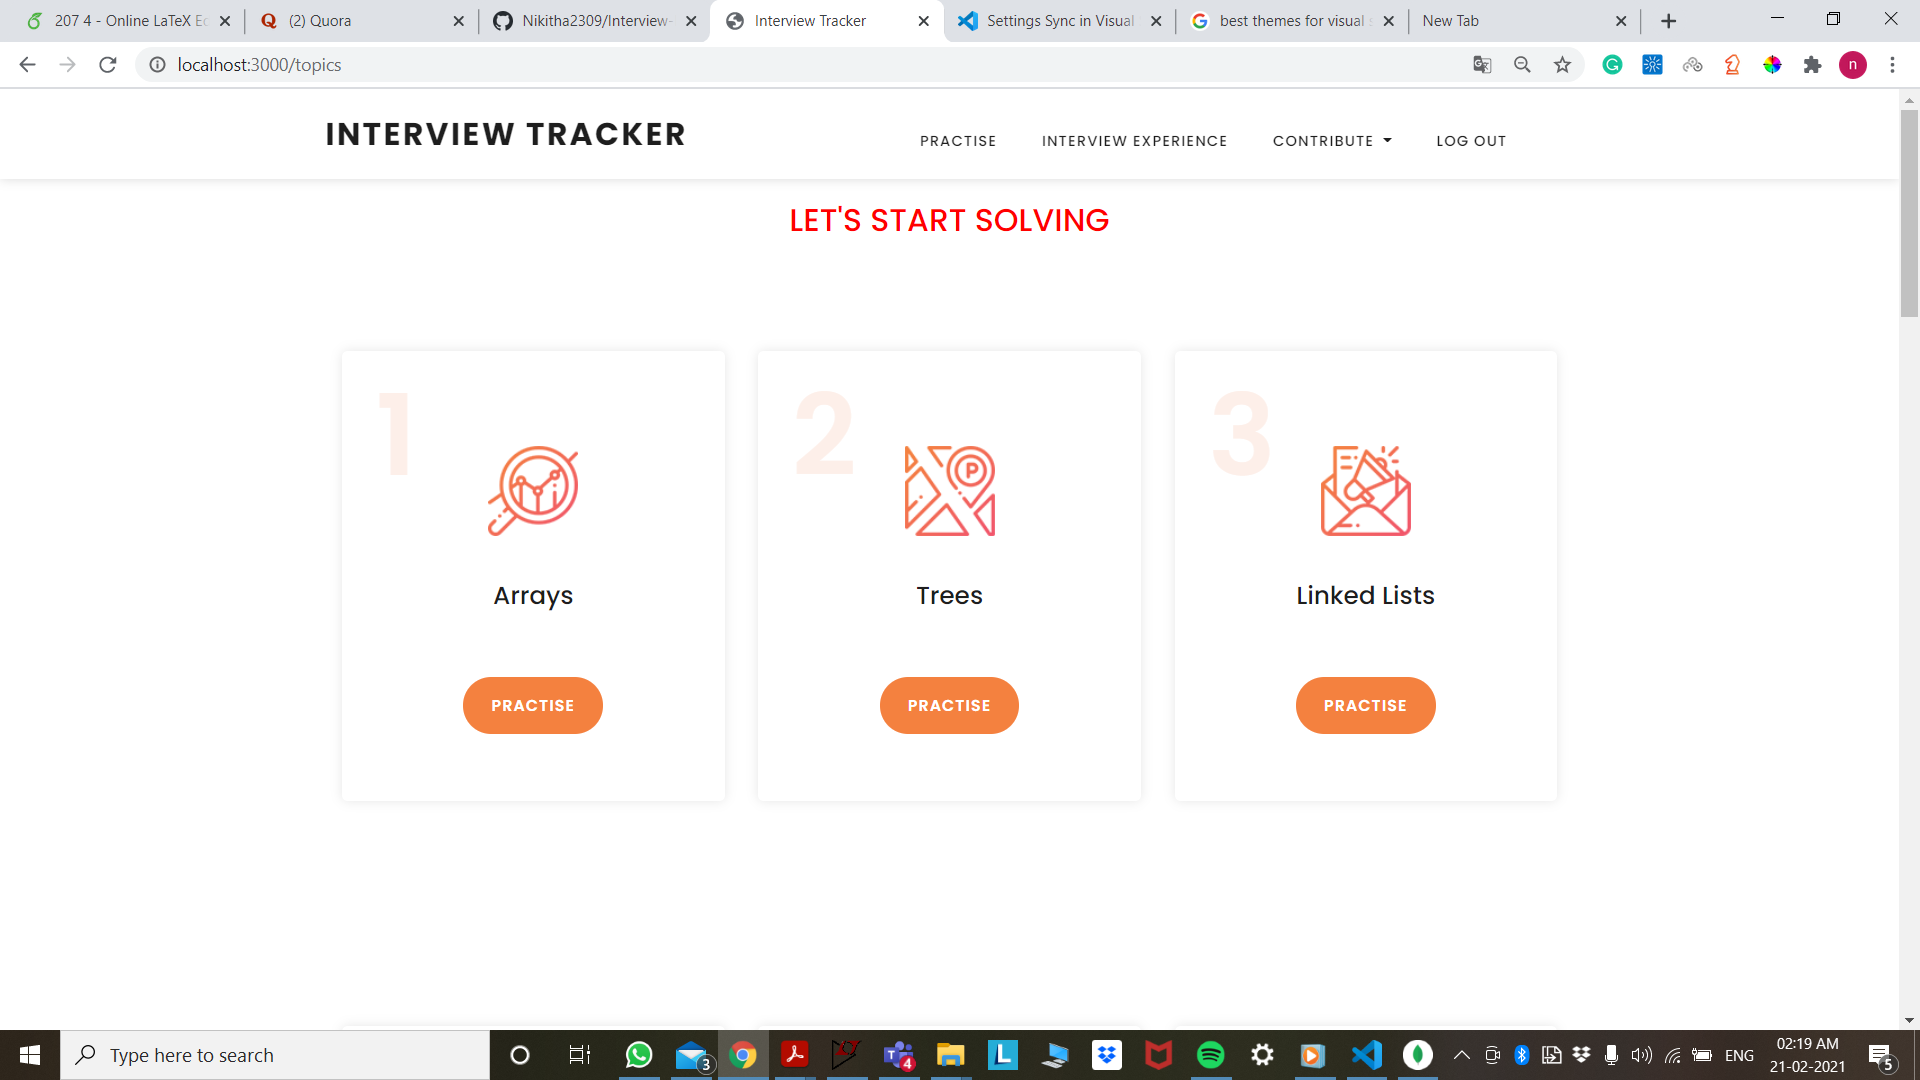 207 4 - Online LaTeX Ec
(2) Quora
Nikitha2309/Interview-
Interview Tracker
Settings Sync in Visual
best themes for visual s
New Tab
localhost:3000/topics
n
INTERVIEW TRACKER
PRACTISE
INTERVIEW EXPERIENCE
CONTRIBUTE
LOG OUT
LET'S START SOLVING
1
2
3
P
Arrays
Trees
Linked Lists
PRACTISE
PRACTISE
PRACTISE
Type here to search
3
4
L
ENG
02:19 AM
21-02-2021
5